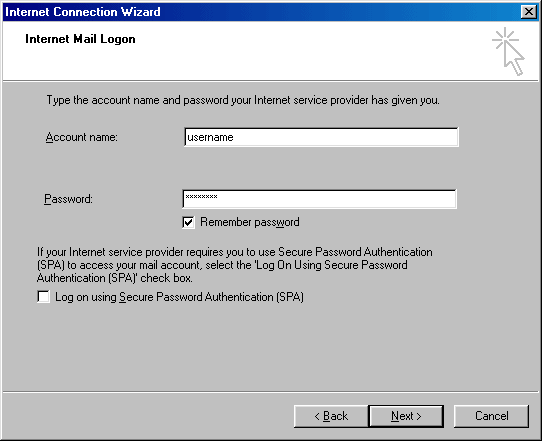 Internet Connection Wizard
Internet Mail Logon
Type the account name and password your Internet service provider has given you.
Account name:
username
Password:
********
Remember password
If your Internet service provider requires you to use Secure Password Authentication
(SPA) to access your mail account, select the 'Log On Using Secure Password
Authentication (SPA)' check box.
Log on using Secure Password Authentication (SPA)
< Back
Next >
Cancel